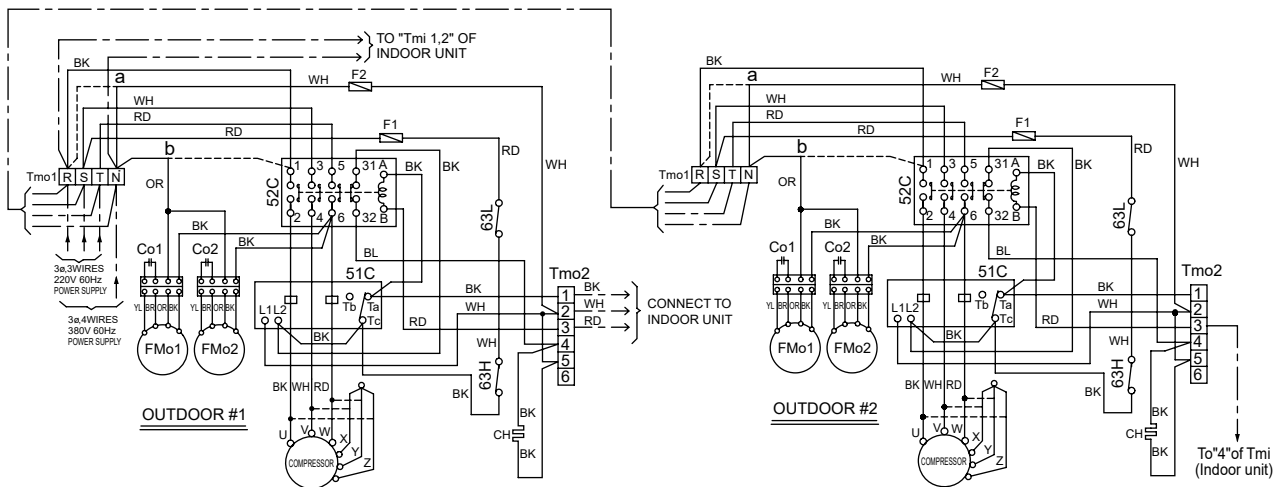 TO "Tmi 1,2" OF
INDOOR UNIT
BK
a
WH
F2
WH
RD
RD
F1
b
Tmo1
R S T N
OR
1 3 5 31 A
BK
BK
RD
WH
52C
2 4 6 32 B
63L
BK
BK
BL
Co1
Co2
3ø,3WIRES
220V 60Hz
POWER SUPPLY
3ø,4WIRES
380V 60Hz
POWER SUPPLY
YL BR OR BK
YL BR OR BK
FMo1
FMo2
51C
L1 L2
Tb
Ta
Tc
BK
WH
RD
BK
WH
63H
BK
Tmo2
1
2
3
4
5
6
BK
WH
RD
CONNECT TO
INDOOR UNIT
BK WH RD
BK
CH
BK
OUTDOOR #1
U
V
W
X
Y
Z
COMPRESSOR
BK
a
WH
F2
WH
RD
RD
F1
b
Tmo1
R S T N
OR
1 3 5 31 A
BK
BK
RD
WH
52C
2 4 6 32 B
63L
BK
BK
BL
Co1
Co2
YL BR OR BK
YL BR OR BK
FMo1
FMo2
51C
L1 L2
Tb
Ta
Tc
BK
WH
RD
BK
WH
63H
BK
Tmo2
1
2
3
4
5
6
BK WH RD
BK
CH
BK
OUTDOOR #2
U
V
W
X
Y
Z
COMPRESSOR
To"4"of Tmi
(Indoor unit)